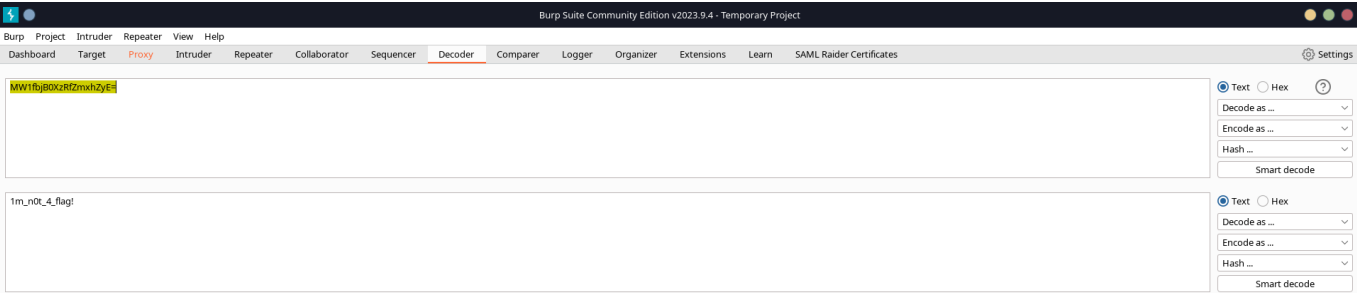 Burp Suite Community Edition v2023.9.4 - Temporary Project
Burp Project Intruder Repeater View Help
Dashboard Target Proxy Intruder Repeater Collaborator Sequencer Decoder Comparer Logger Organizer Extensions Learn SAML Raider Certificates Settings
MW1fbjB0XzRfZmxhZyE=
Text Hex ?
Decode as ...
Encode as ...
Hash ...
Smart decode
1m_n0t_4_flag!
Text Hex
Decode as ...
Encode as ...
Hash ...
Smart decode